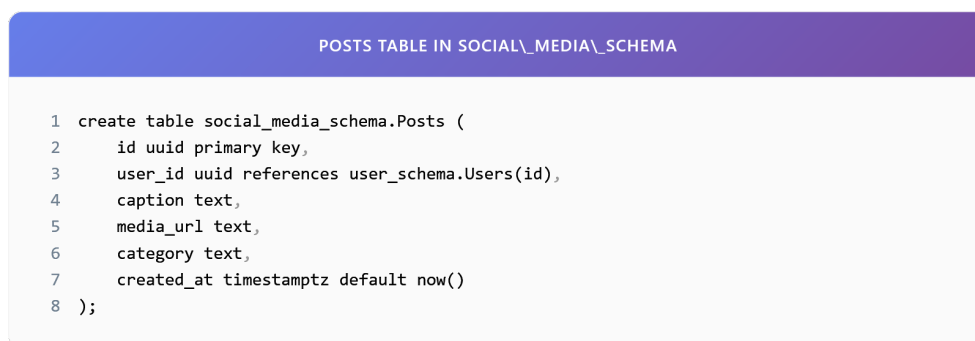 POSTS TABLE IN SOCIAL\_MEDIA\_SCHEMA
1 create table social_media_schema.Posts (
2     id uuid primary key,
3     user_id uuid references user_schema.Users(id),
4     caption text,
5     media_url text,
6     category text,
7     created_at timestamptz default now()
8 );